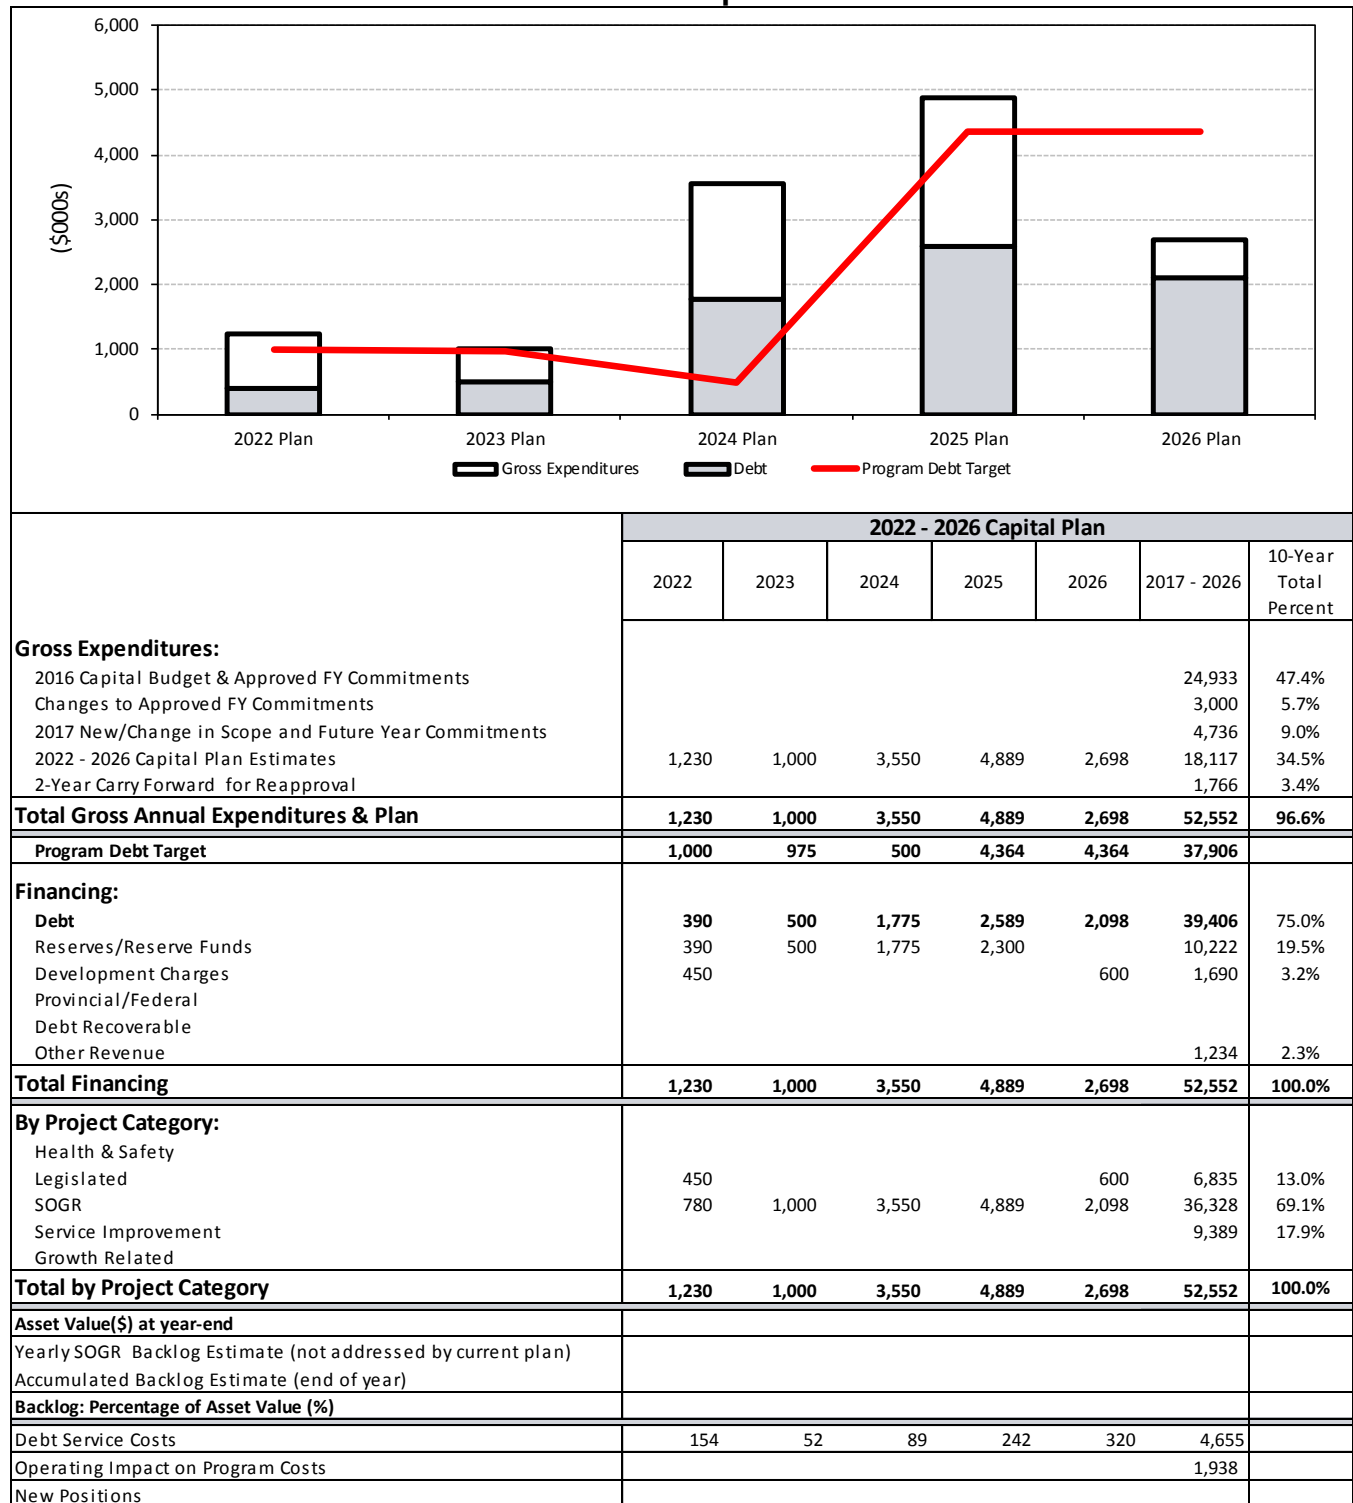 6,000
5,000
4,000
3,000
2,000
1,000
0
($000s)
2022 Plan 2023 Plan 2024 Plan 2025 Plan 2026 Plan
Gross Expenditures Debt Program Debt Target
2022 - 2026 Capital Plan
2022 2023 2024 2025 2026 2017 - 2026 10-Year Total Percent
Gross Expenditures:
2016 Capital Budget & Approved FY Commitments 24,933 47.4%
Changes to Approved FY Commitments 3,000 5.7%
2017 New/Change in Scope and Future Year Commitments 4,736 9.0%
2022 - 2026 Capital Plan Estimates 1,230 1,000 3,550 4,889 2,698 18,117 34.5%
2-Year Carry Forward for Reapproval 1,766 3.4%
Total Gross Annual Expenditures & Plan 1,230 1,000 3,550 4,889 2,698 52,552 96.6%
Program Debt Target 1,000 975 500 4,364 4,364 37,906
Financing:
Debt 390 500 1,775 2,589 2,098 39,406 75.0%
Reserves/Reserve Funds 390 500 1,775 2,300 10,222 19.5%
Development Charges 450 600 1,690 3.2%
Provincial/Federal
Debt Recoverable
Other Revenue 1,234 2.3%
Total Financing 1,230 1,000 3,550 4,889 2,698 52,552 100.0%
By Project Category:
Health & Safety
Legislated 450 600 6,835 13.0%
SOGR 780 1,000 3,550 4,889 2,098 36,328 69.1%
Service Improvement 9,389 17.9%
Growth Related
Total by Project Category 1,230 1,000 3,550 4,889 2,698 52,552 100.0%
Asset Value($) at year-end
Yearly SOGR Backlog Estimate (not addressed by current plan)
Accumulated Backlog Estimate (end of year)
Backlog: Percentage of Asset Value (%)
Debt Service Costs 154 52 89 242 320 4,655
Operating Impact on Program Costs 1,938
New Positions